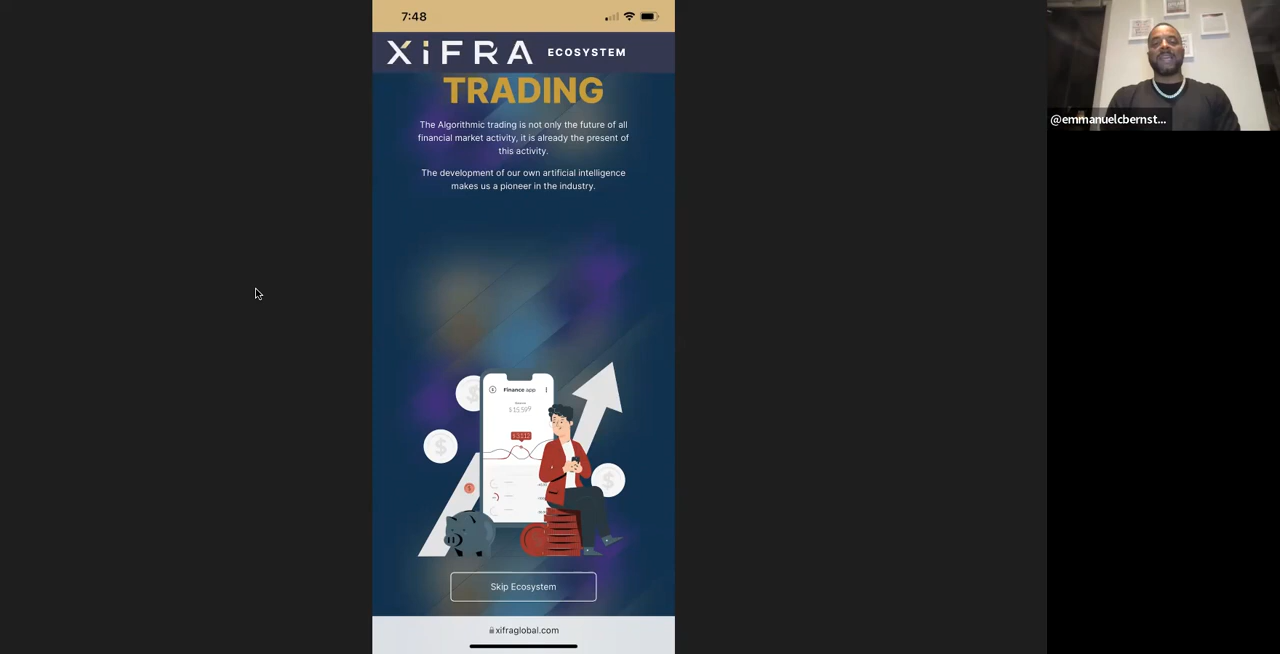 7:48
XiFRA ECOSYSTEM
TRADING
The Algorithmic trading is not only the future of all
financial market activity, it is already the present of
this activity.
The development of our own artificial intelligence
makes us a pioneer in the industry.
Finance app
Skip Ecosystem
xifraglobal.com
@emmanuelcbernst...